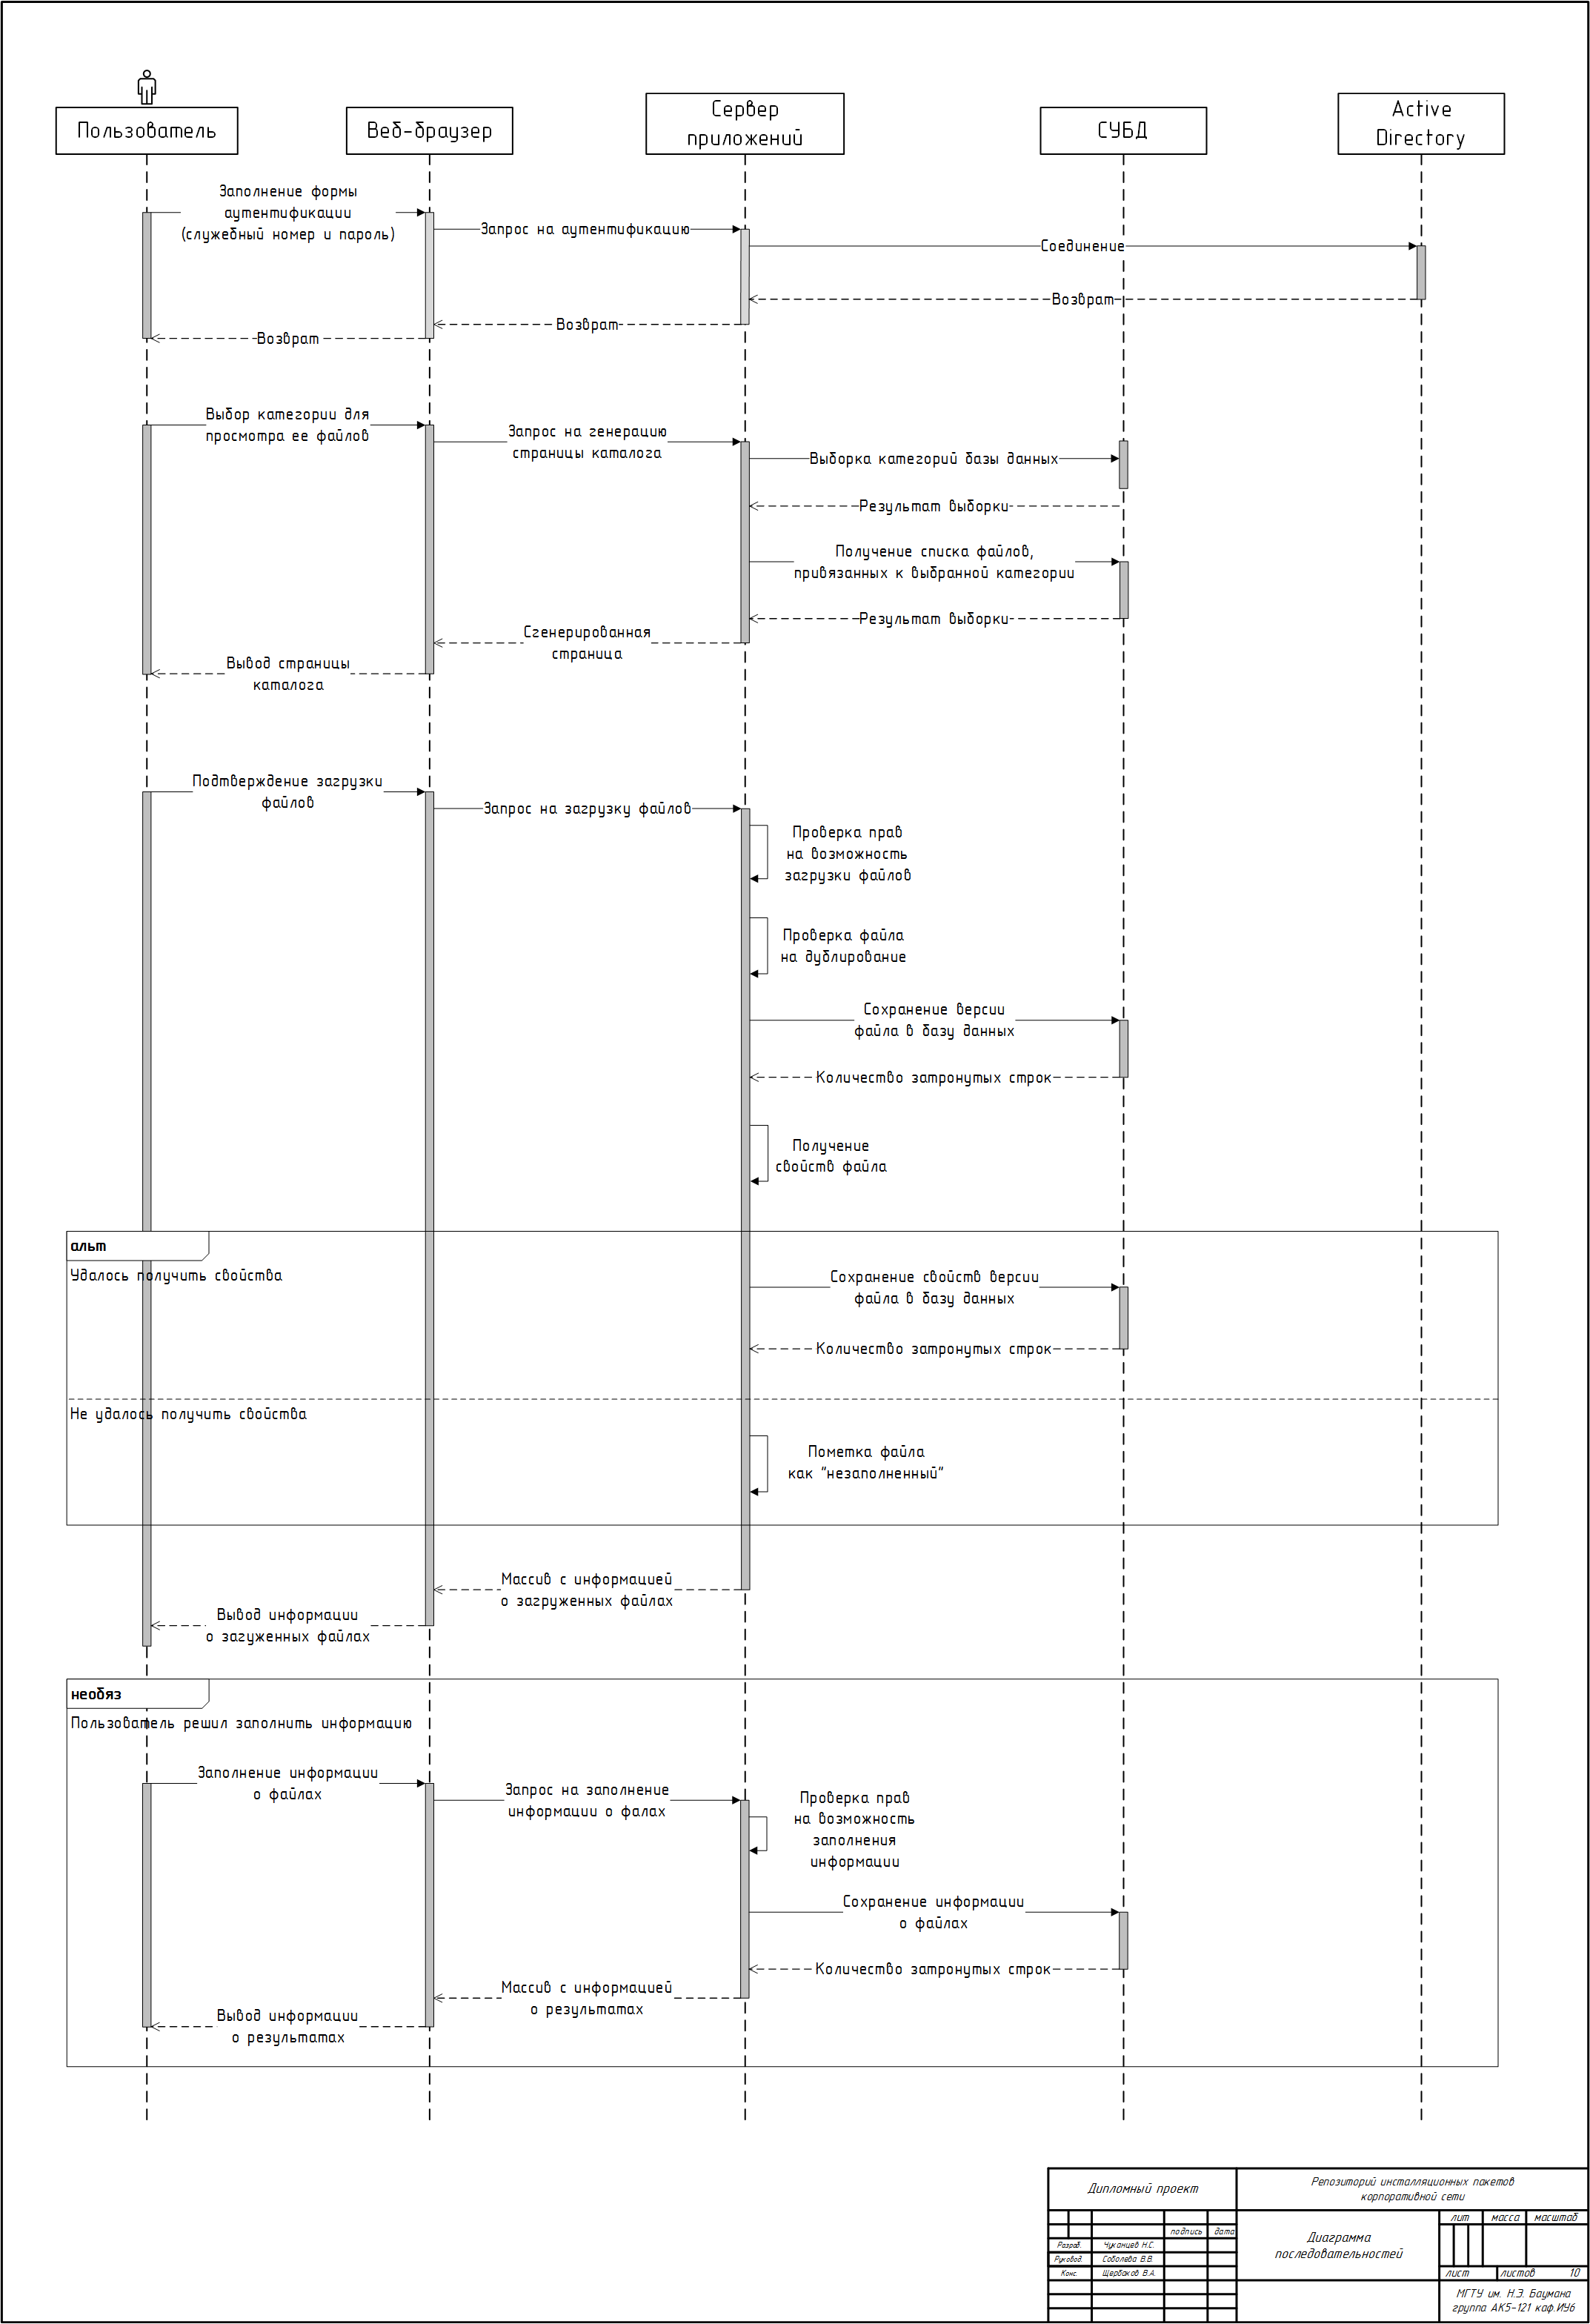 Пользователь
Веб-браузер
Сервер
приложений
СУБД
Active
Directory
Заполнение формы
аутентификации
(служебный номер и пароль)
Запрос на аутентификацию
Соединение
Возврат
Возврат
Возврат
Выбор категории для
просмотра ее файлов
Запрос на генерацию
страницы каталога
Выборка категорий базы данных
Результат выборки
Получение списка файлов,
привязанных к выбранной категории
Результат выборки
Сгенерированная
страница
Вывод страницы
каталога
Подтверждение загрузки
файлов
Запрос на загрузку файлов
Проверка прав
на возможность
загрузки файлов
Проверка файла
на дублирование
Сохранение версии
файла в базу данных
Количество затронутых строк
Получение
свойств файла
альт
Удалось получить свойства
Сохранение свойств версии
файла в базу данных
Количество затронутых строк
Не удалось получить свойства
Пометка файла
как "незаполненный"
Массив с информацией
о загруженных файлах
Вывод информации
о загуженных файлах
необяз
Пользователь решил заполнить информацию
Заполнение информации
о файлах
Запрос на заполнение
информации о фалах
Проверка прав
на возможность
заполнения
информации
Сохранение информации
о файлах
Количество затронутых строк
Массив с информацией
о результатах
Вывод информации
о результатах
Дипломный проект
Репозиторий инсталляционных пакетов
корпоративной сети
подпись дата
Разраб. Чуканцев Н.С.
Руковод. Соболева В.В.
Конс. Щербаков В.А.
Диаграмма
последовательностей
лит масса масштаб
лист листов 10
МГТУ им. Н.Э. Баумана
группа АК5-121 каф.ИУ6